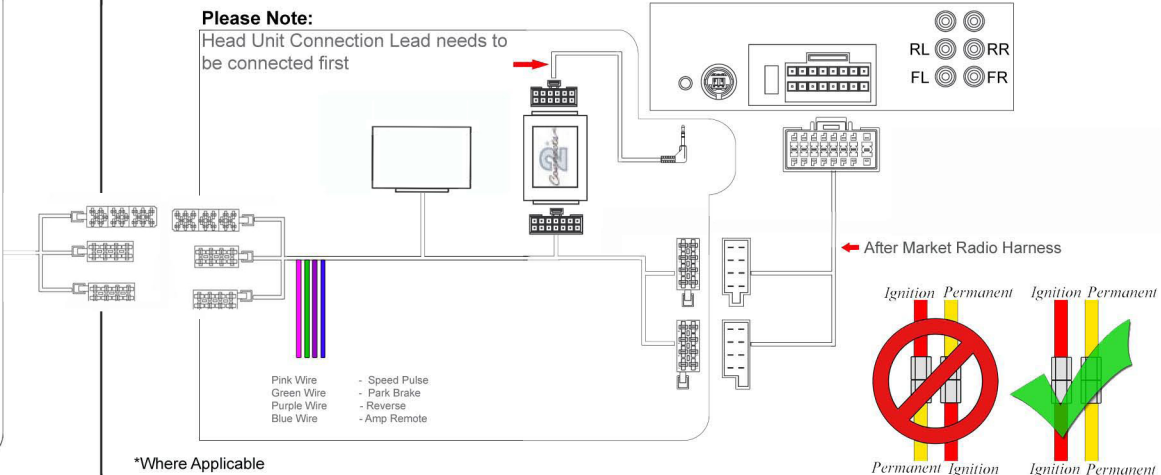 Please Note:
Head Unit Connection Lead needs to
be connected first
RL
RR
FL
FR
After Market Radio Harness
Pink Wire - Speed Pulse
Green Wire - Park Brake
Purple Wire - Reverse
Blue Wire - Amp Remote
*Where Applicable
Ignition Permanent
Permanent Ignition
Ignition Permanent
Ignition Permanent